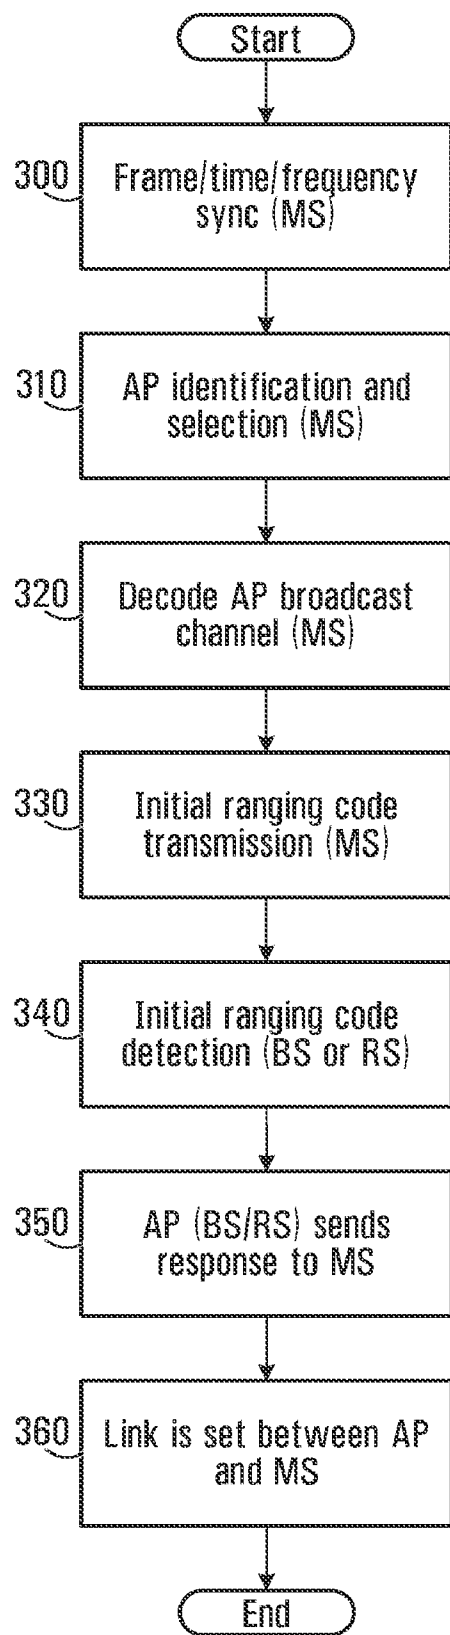 Start
300
Frame/time/frequency
sync (MS)
310
AP identification and
selection (MS)
320
Decode AP broadcast
channel (MS)
330
Initial ranging code
transmission (MS)
340
Initial ranging code
detection (BS or RS)
350
AP (BS/RS) sends
response to MS
360
Link is set between AP
and MS
End